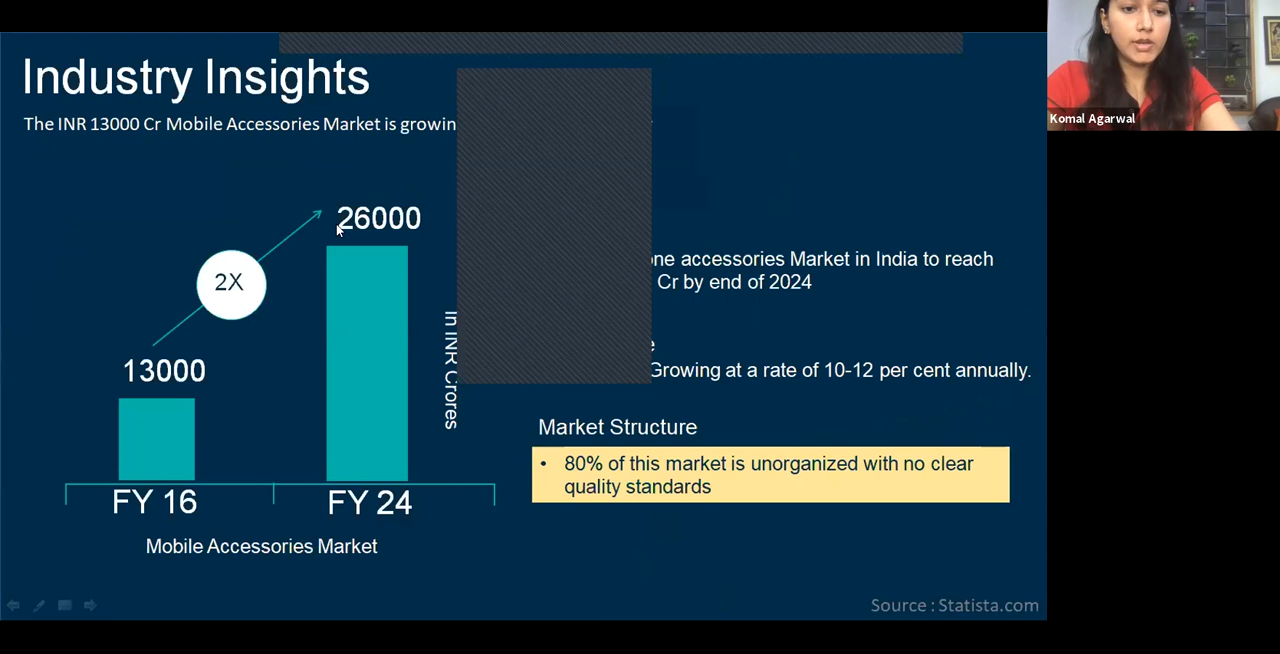 Industry Insights
The INR 13000 Cr Mobile Accessories Market is
26000
2X
13000
FY 16
FY 24
Mobile Accessories Market
In INR Crores
accessories Market in India to reach
Cr by end of 2024
Growing at a rate of 10-12 per cent annually.
Market Structure
• 80% of this market is unorganized with no clear
quality standards
Source : Statista.com
Komal Agarwal